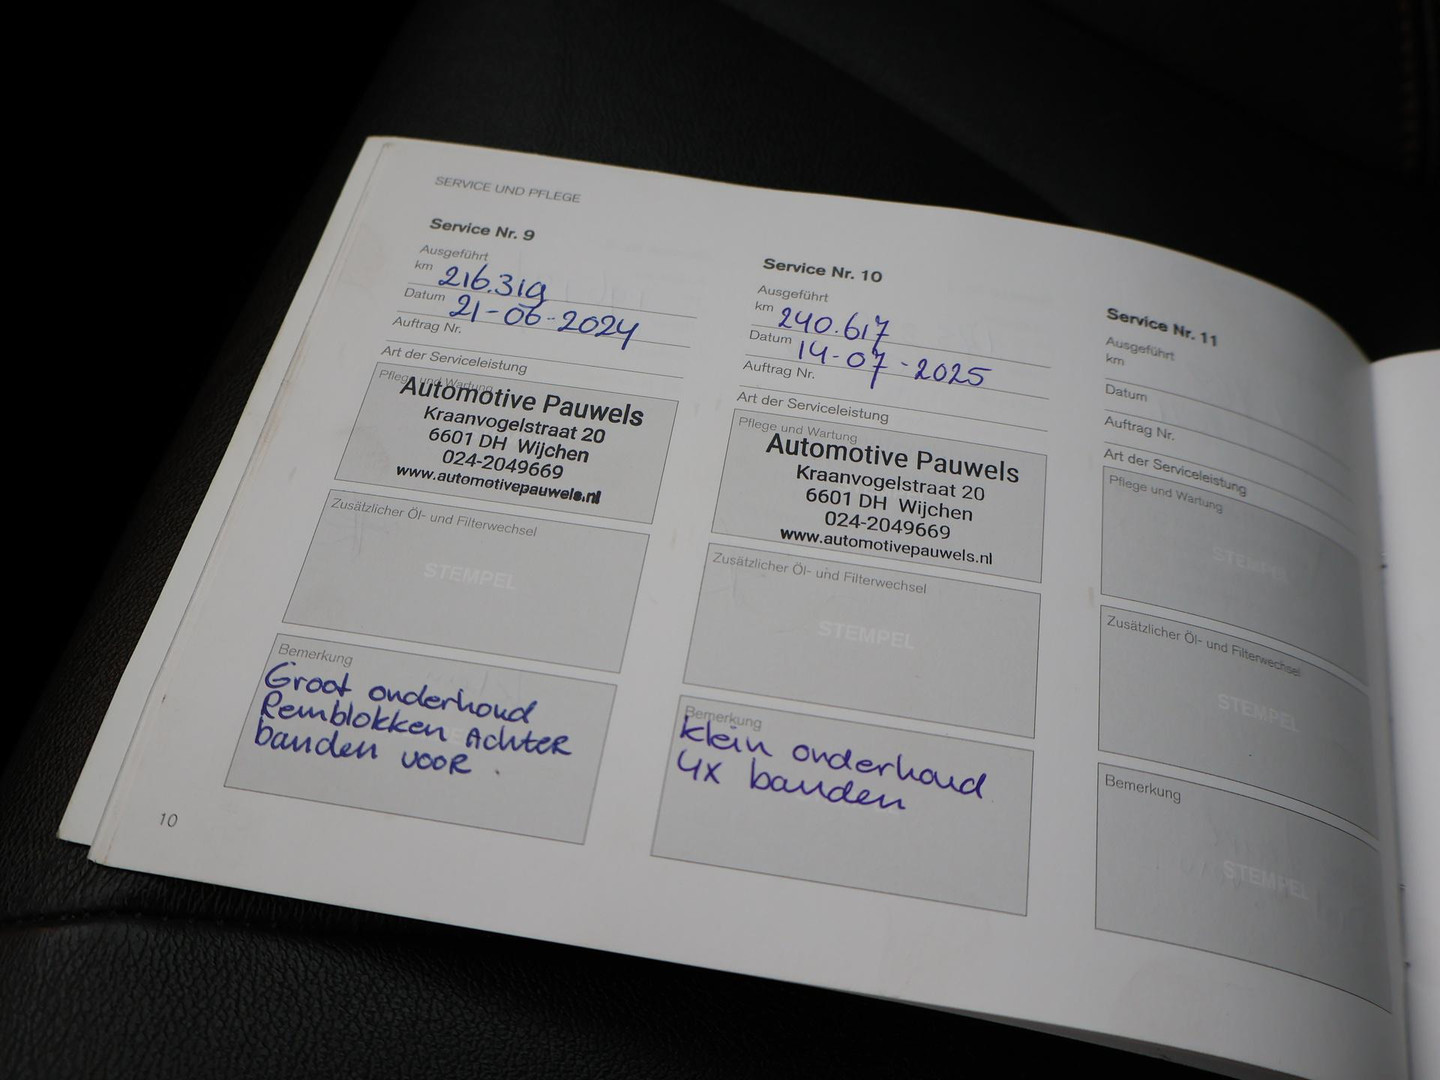 SERVICE UND PFLEGE
Service Nr. 9
Ausgeführt
km 216.319
Datum 21-06-2024
Auftrag Nr.
Art der Serviceleistung
Pflege und Wartung
Automotive Pauwels
Kraanvogelstraat 20
6601 DH Wijchen
024-2049669
www.automotivepauwels.nl
Zusätzlicher Öl- und Filterwechsel
STEMPEL
Bemerkung
Groot onderhoud
Remblokken Achter
banden voor .
10
Service Nr. 10
Ausgeführt
km 240.617
Datum 14-07-2025
Auftrag Nr.
Art der Serviceleistung
Pflege und Wartung
Automotive Pauwels
Kraanvogelstraat 20
6601 DH Wijchen
024-2049669
www.automotivepauwels.nl
Zusätzlicher Öl- und Filterwechsel
STEMPEL
Bemerkung
klein onderhoud
4x banden
Service Nr. 11
Ausgeführt
km
Datum
Auftrag Nr.
Art der Serviceleistung
Pflege und Wartung
STEMPEL
Zusätzlicher Öl- und Filterwechsel
STEMPEL
Bemerkung
STEMPEL